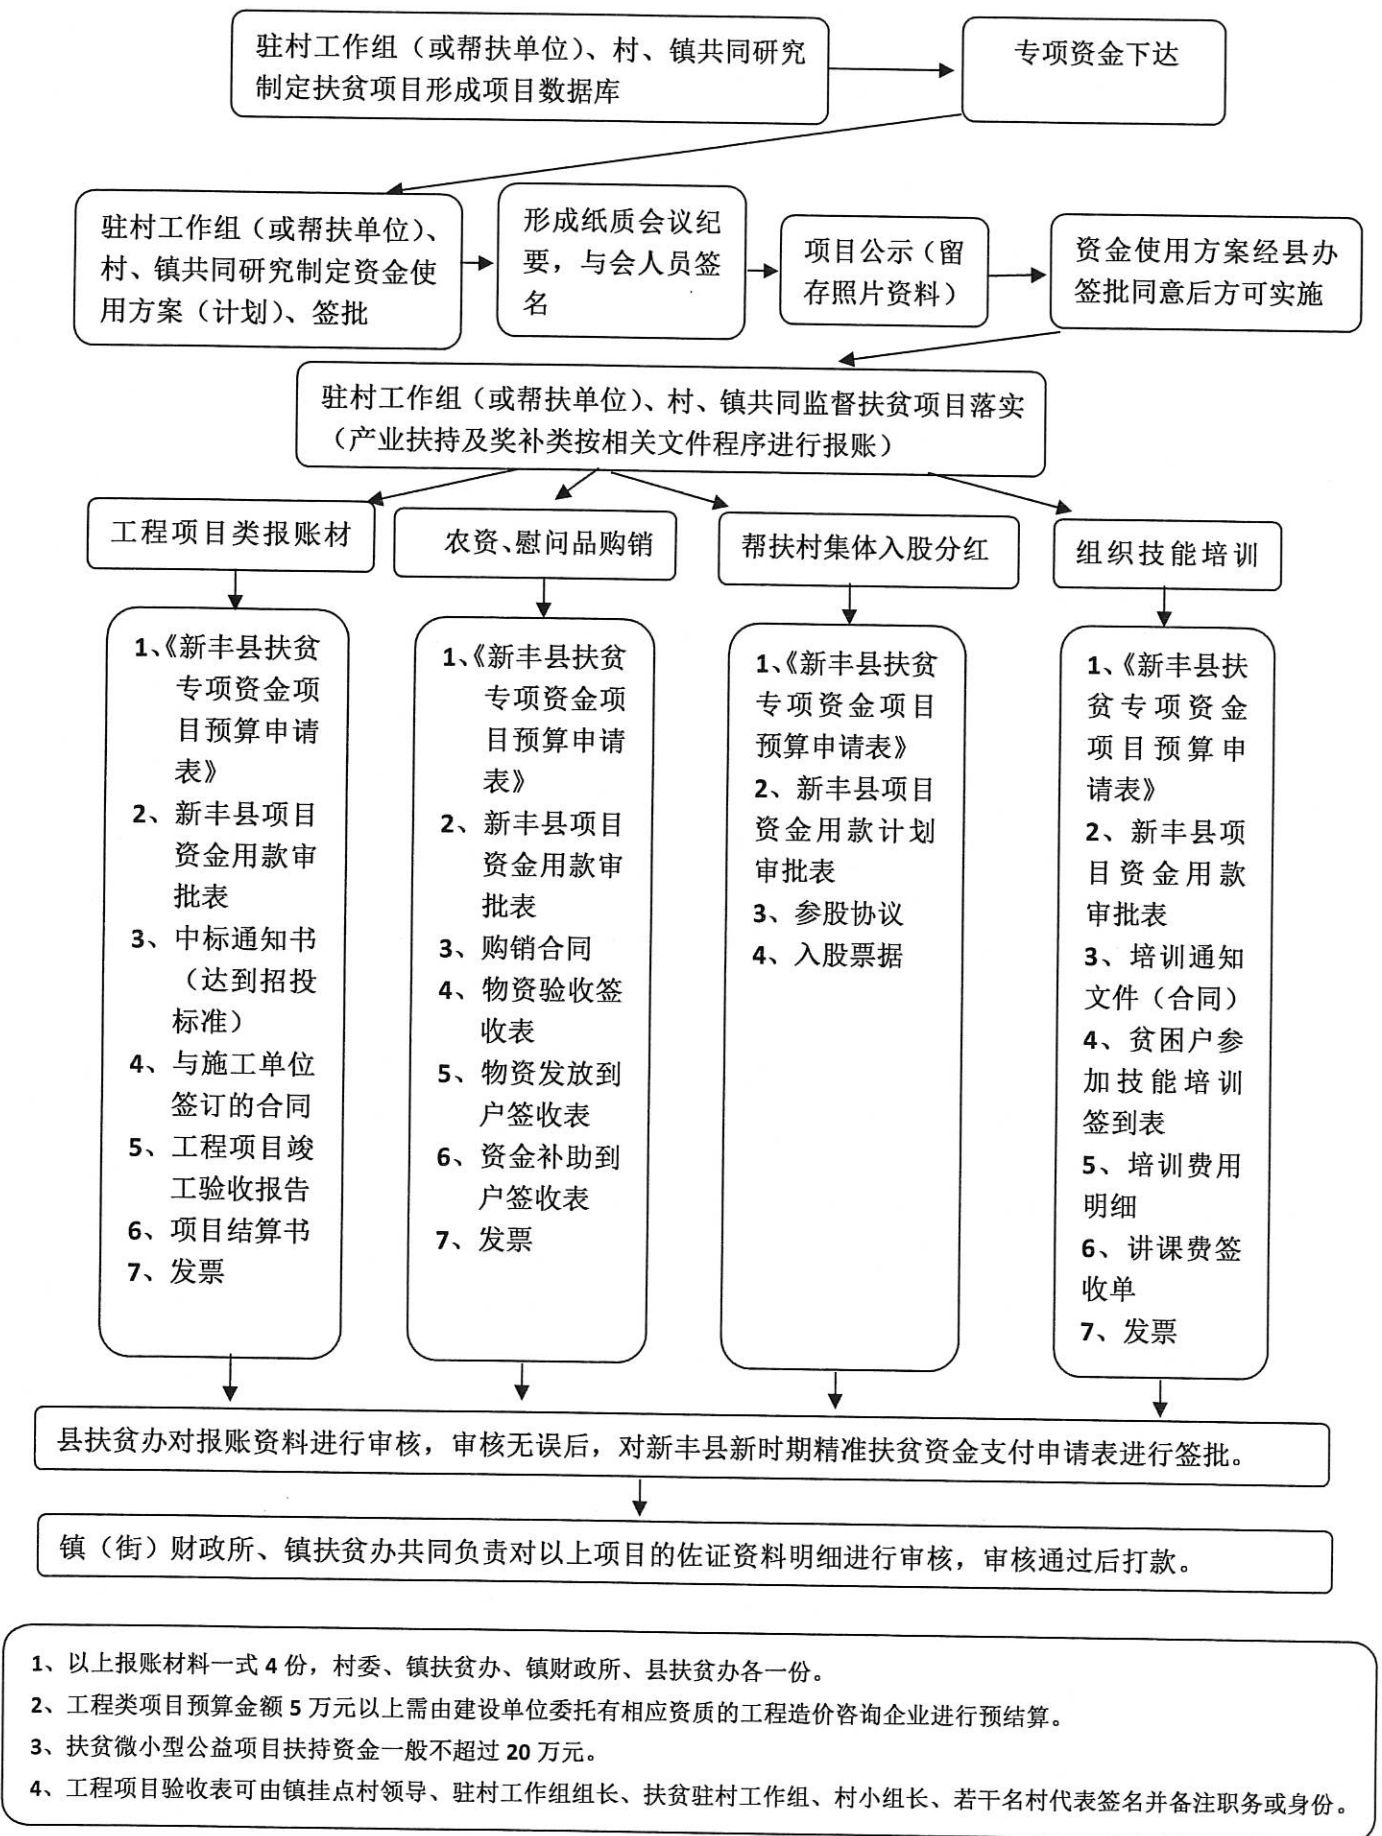 驻村工作组（或帮扶单位）、村、镇共同研究
制定扶贫项目形成项目数据库
专项资金下达
驻村工作组（或帮扶单位）、
村、镇共同研究制定资金使
用方案（计划）、签批
形成纸质会议纪
要，与会人员签
名
项目公示（留
存照片资料）
资金使用方案经县办
签批同意后方可实施
驻村工作组（或帮扶单位）、村、镇共同监督扶贫项目落实
（产业扶持及奖补类按相关文件程序进行报账）
工程项目类报账材
农资、慰问品购销
帮扶村集体入股分红
组织技能培训
1、《新丰县扶贫
专项资金项
目预算申请
表》
2、新丰县项目
资金用款审
批表
3、中标通知书
（达到招投
标准）
4、与施工单位
签订的合同
5、工程项目竣
工验收报告
6、项目结算书
7、发票
1、《新丰县扶贫
专项资金项
目预算申请
表》
2、新丰县项目
资金用款审
批表
3、购销合同
4、物资验收签
收表
5、物资发放到
户签收表
6、资金补助到
户签收表
7、发票
1、《新丰县扶贫
专项资金项目
预算申请表》
2、新丰县项目
资金用款计划
审批表
3、参股协议
4、入股票据
1、《新丰县扶
贫专项资金
项目预算申
请表》
2、新丰县项
目资金用款
审批表
3、培训通知
文件（合同）
4、贫困户参
加技能培训
签到表
5、培训费用
明细
6、讲课费签
收单
7、发票
县扶贫办对报账资料进行审核，审核无误后，对新丰县新时期精准扶贫资金支付申请表进行签批。
镇（街）财政所、镇扶贫办共同负责对以上项目的佐证资料明细进行审核，审核通过后打款。
1、以上报账材料一式 4 份，村委、镇扶贫办、镇财政所、县扶贫办各一份。
2、工程类项目预算金额 5 万元以上需由建设单位委托有相应资质的工程造价咨询企业进行预结算。
3、扶贫微小型公益项目扶持资金一般不超过 20 万元。
4、工程项目验收表可由镇挂点村领导、驻村工作组组长、扶贫驻村工作组、村小组长、若干名村代表签名并备注职务或身份。